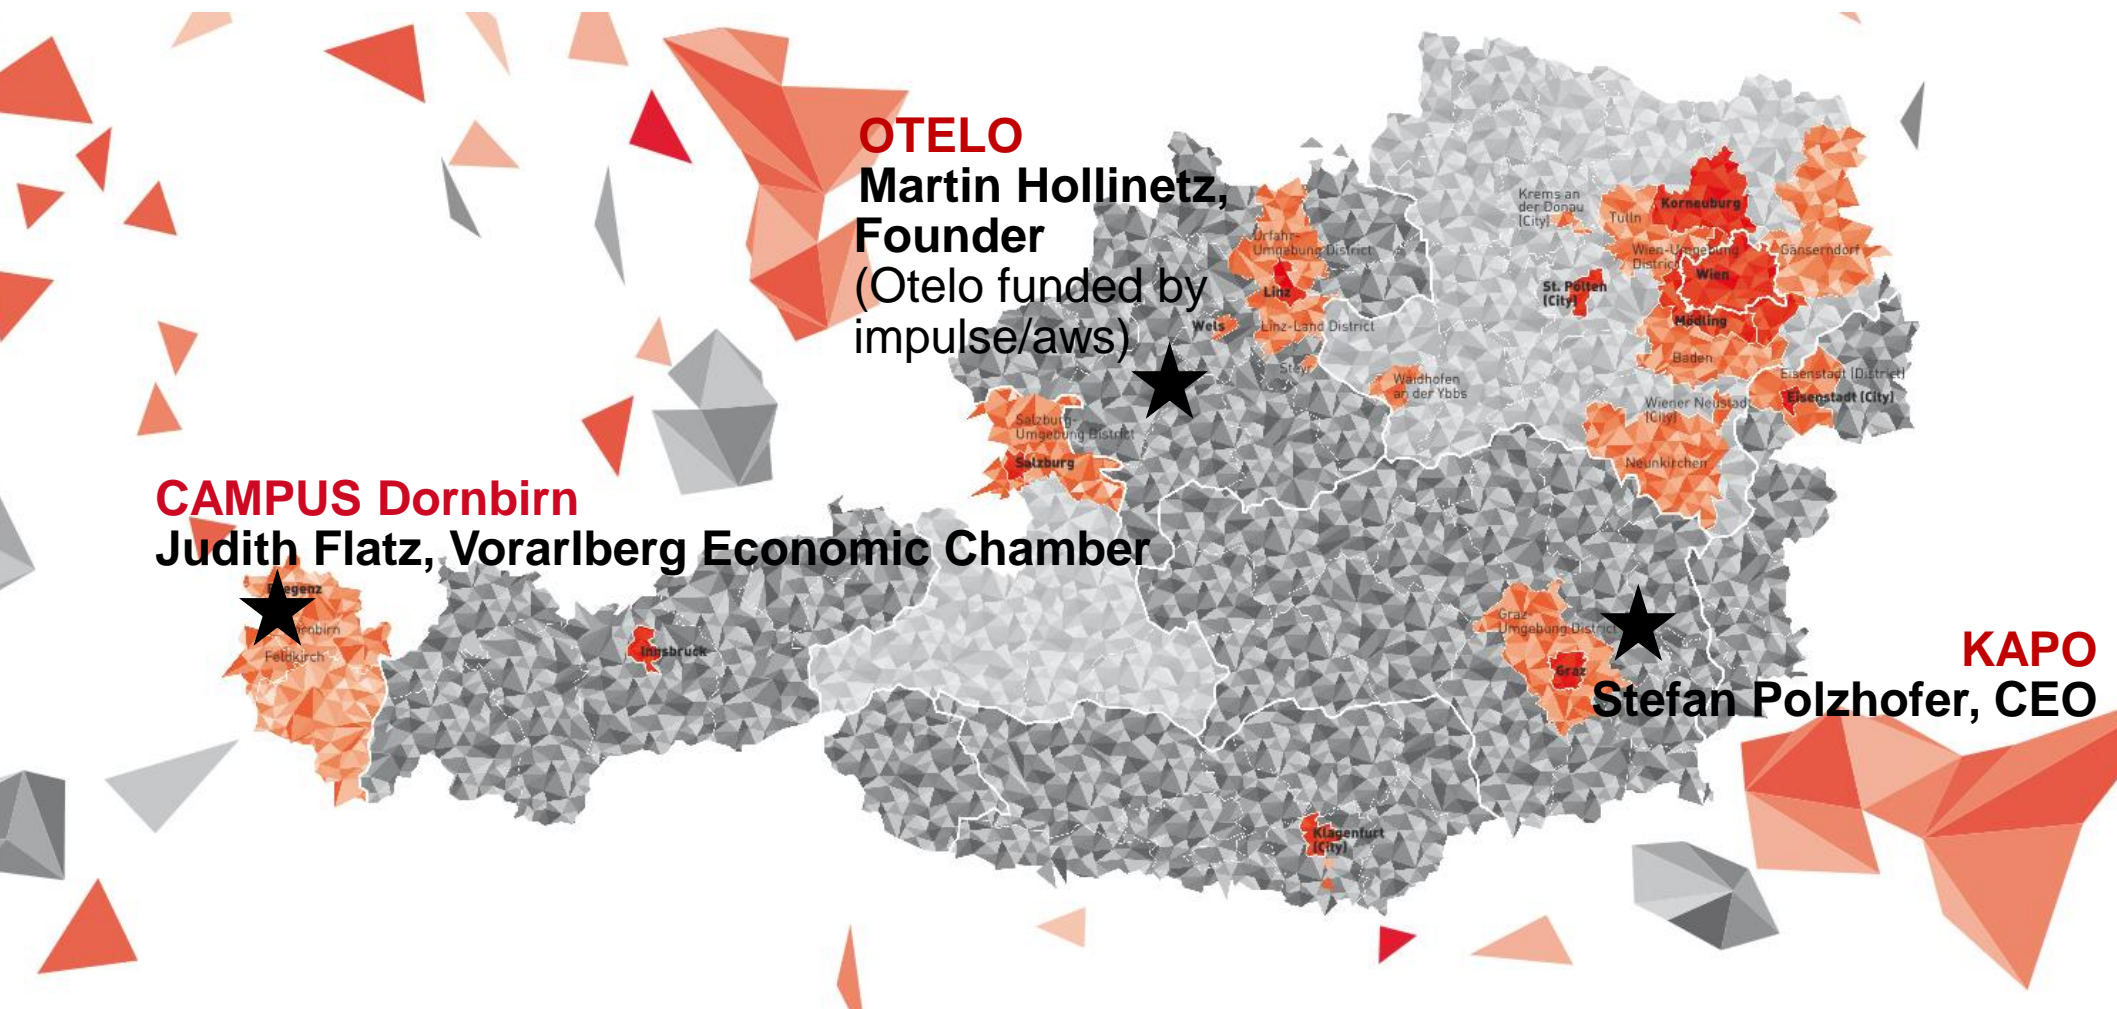 OTELO
Martin Hollinetz,
Founder
(Otelo funded by
impulse/aws)
CAMPUS Dornbirn
Judith Flatz, Vorarlberg Economic Chamber
KAPO
Stefan Polzhofer, CEO
Krems an
der Donau
(City)
Tulln
Korneuburg
Wien-Umgebung
District
Wien
Gänserndorf
St. Pölten
(City)
Mödling
Baden
Eisenstadt (District)
Eisenstadt (City)
Wiener Neustadt
(City)
Neunkirchen
Waidhofen
an der Ybbs
Urfahr-
Umgebung District
Linz
Wels
Linz-Land District
Steyr
Salzburg-
Umgebung District
Salzburg
Feldkirch
Innsbruck
Graz-
Umgebung District
Graz
Klagenfurt
(City)